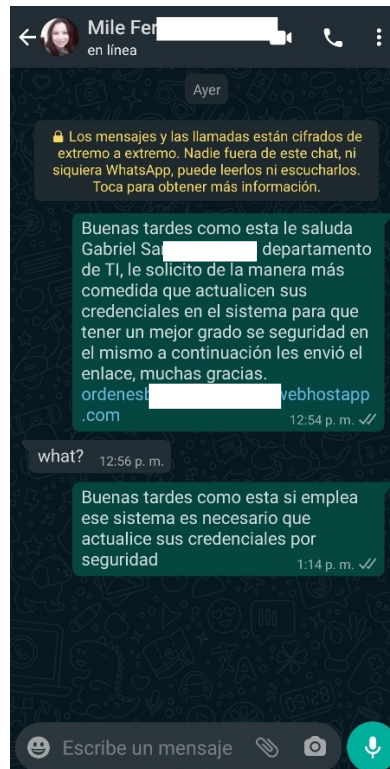 Mile Fer
en línea
Ayer
Los mensajes y las llamadas están cifrados de
extremo a extremo. Nadie fuera de este chat, ni
siquiera WhatsApp, puede leerlos ni escucharlos.
Toca para obtener más información.
Buenas tardes como esta le saluda
Gabriel Sa departamento
de TI, le solicito de la manera más
comedida que actualicen sus
credenciales en el sistema para que
tener un mejor grado se seguridad en
el mismo a continuación les envió el
enlace, muchas gracias.
ordenes webhostapp
.com
12:54 p. m.
what?
12:56 p. m.
Buenas tardes como esta si emplea
ese sistema es necesario que
actualice sus credenciales por
seguridad
1:14 p. m.
Escribe un mensaje